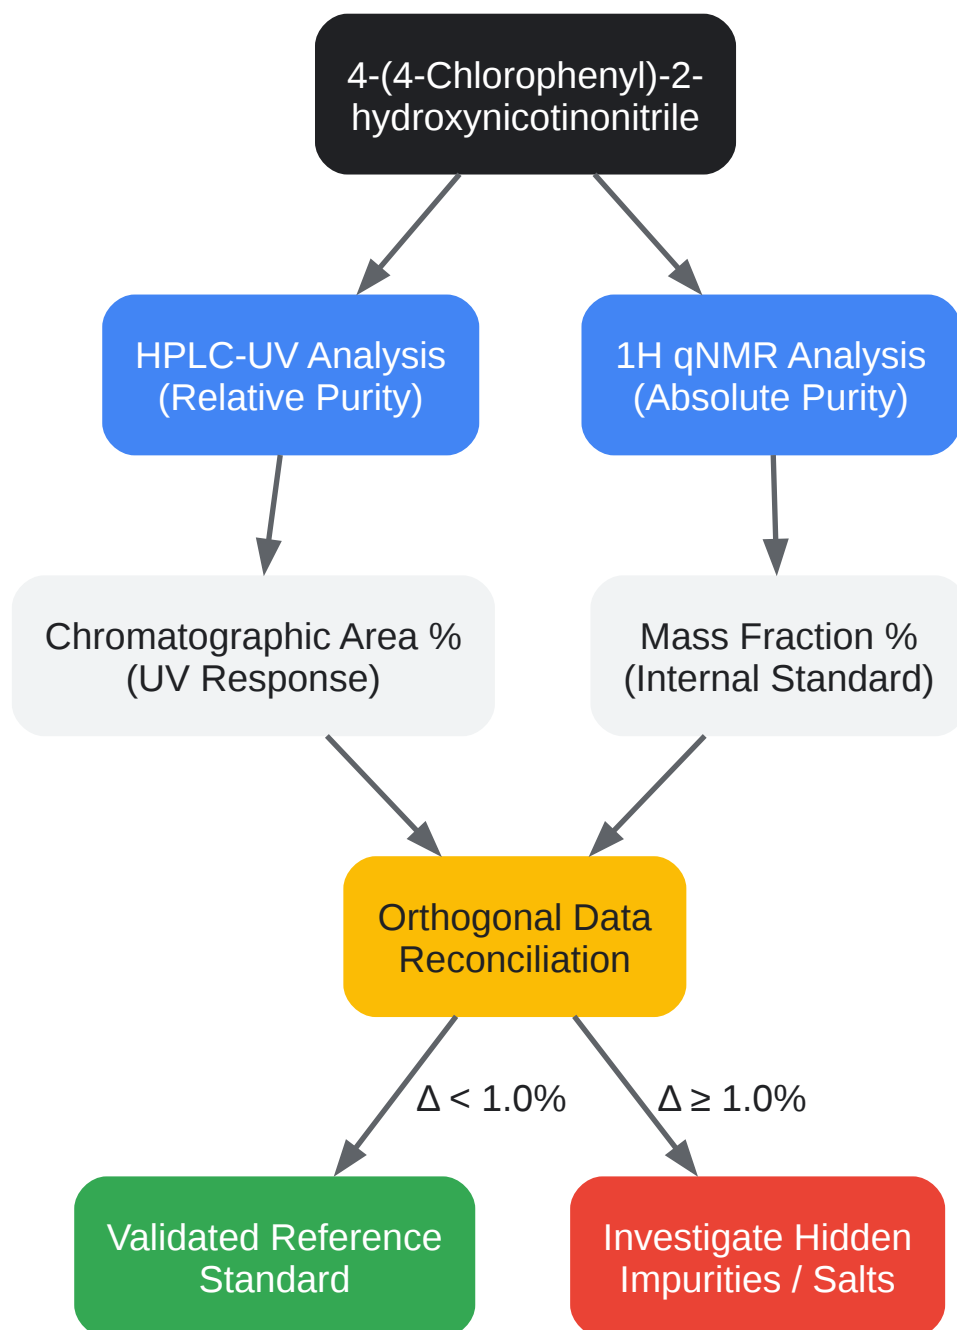 4-(4-Chlorophenyl)-2-
hydroxynicotinonitrile
HPLC-UV Analysis
(Relative Purity)
1H qNMR Analysis
(Absolute Purity)
Chromatographic Area %
(UV Response)
Mass Fraction %
(Internal Standard)
Orthogonal Data
Reconciliation
Δ < 1.0%
Δ ≥ 1.0%
Validated Reference
Standard
Investigate Hidden
Impurities / Salts